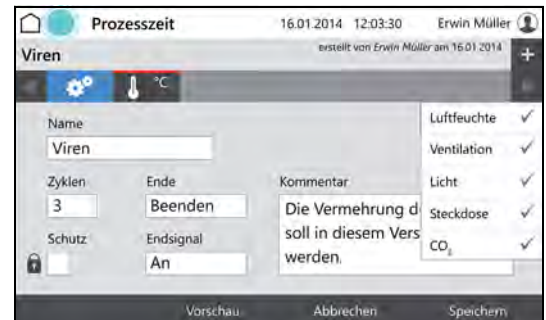 Prozesszeit 16.01.2014 12:03:30 Erwin Müller
Viren erstellt von Erwin Müller am 16.01.2014
°C
Name
Viren
Zyklen Ende Kommentar
3 Beenden Die Vermehrung d
Schutz Endsignal soll in diesem Vers
An werden.
Luftfeuchte
Ventilation
Licht
Steckdose
CO₂
Vorschau Abbrechen Speichern